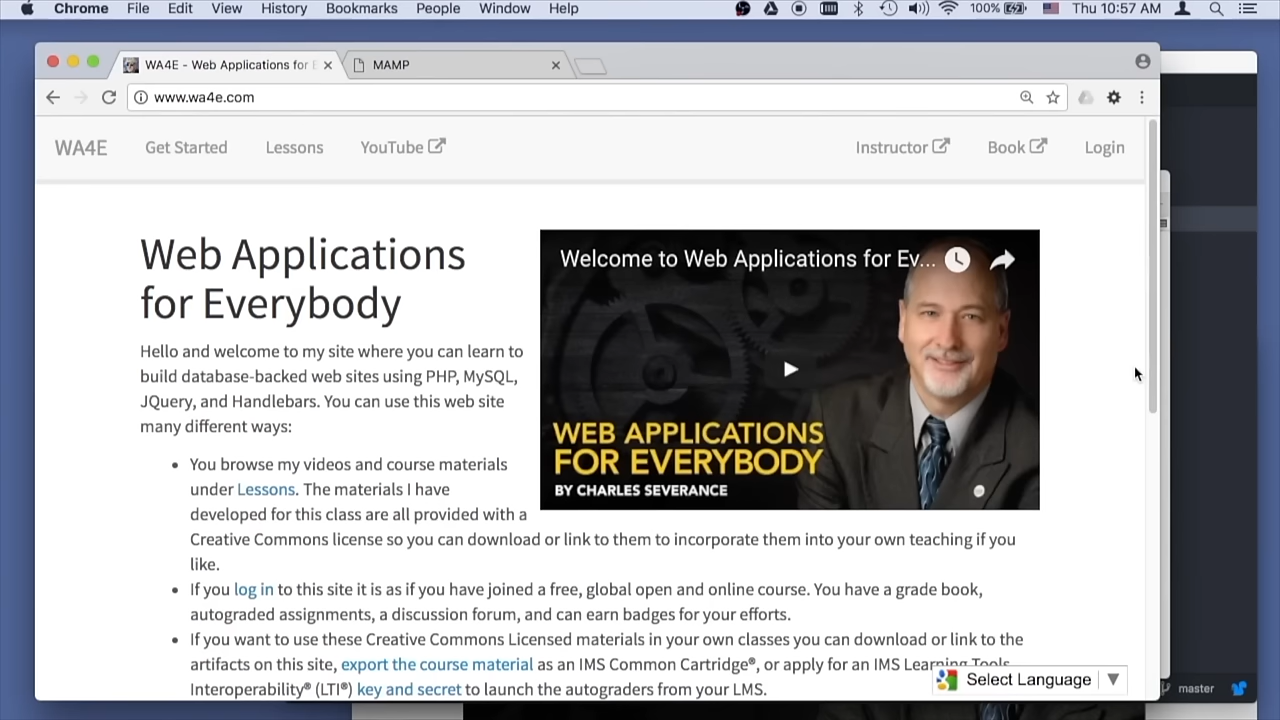 Chrome File Edit View History Bookmarks People Window Help 100% Thu 10:57 AM
WA4E - Web Applications for E
MAMP
www.wa4e.com
WA4E Get Started Lessons YouTube Instructor Book Login
Web Applications
for Everybody
Hello and welcome to my site where you can learn to
build database-backed web sites using PHP, MySQL,
JQuery, and Handlebars. You can use this web site
many different ways:
Welcome to Web Applications for Ev...
WEB APPLICATIONS
FOR EVERYBODY
BY CHARLES SEVERANCE
• You browse my videos and course materials
under Lessons. The materials I have
developed for this class are all provided with a
Creative Commons license so you can download or link to them to incorporate them into your own teaching if you
like.
• If you log in to this site it is as if you have joined a free, global open and online course. You have a grade book,
autograded assignments, a discussion forum, and can earn badges for your efforts.
• If you want to use these Creative Commons Licensed materials in your own classes you can download or link to the
artifacts on this site, export the course material as an IMS Common Cartridge®, or apply for an IMS Learning Tools
Interoperability® (LTI®) key and secret to launch the autograders from your LMS.
Select Language
master